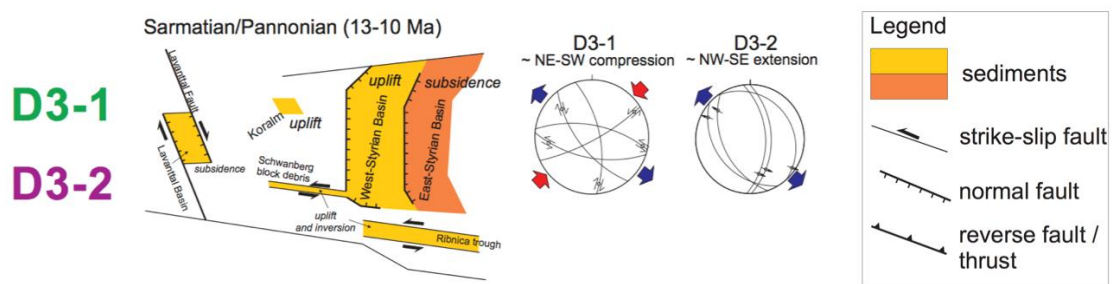 Sarmatian/Pannonian (13-10 Ma)
D3-1
D3-2
Lavanttal Fault
Lavanttal Basin
subsidence
Koralm
uplift
Schwanberg
block debris
uplift
and inversion
uplift
West-Styrian Basin
subsidence
East-Styrian Basin
Ribnica trough
D3-1
~ NE-SW compression
D3-2
~ NW-SE extension
Legend
sediments
strike-slip fault
normal fault
reverse fault /
thrust